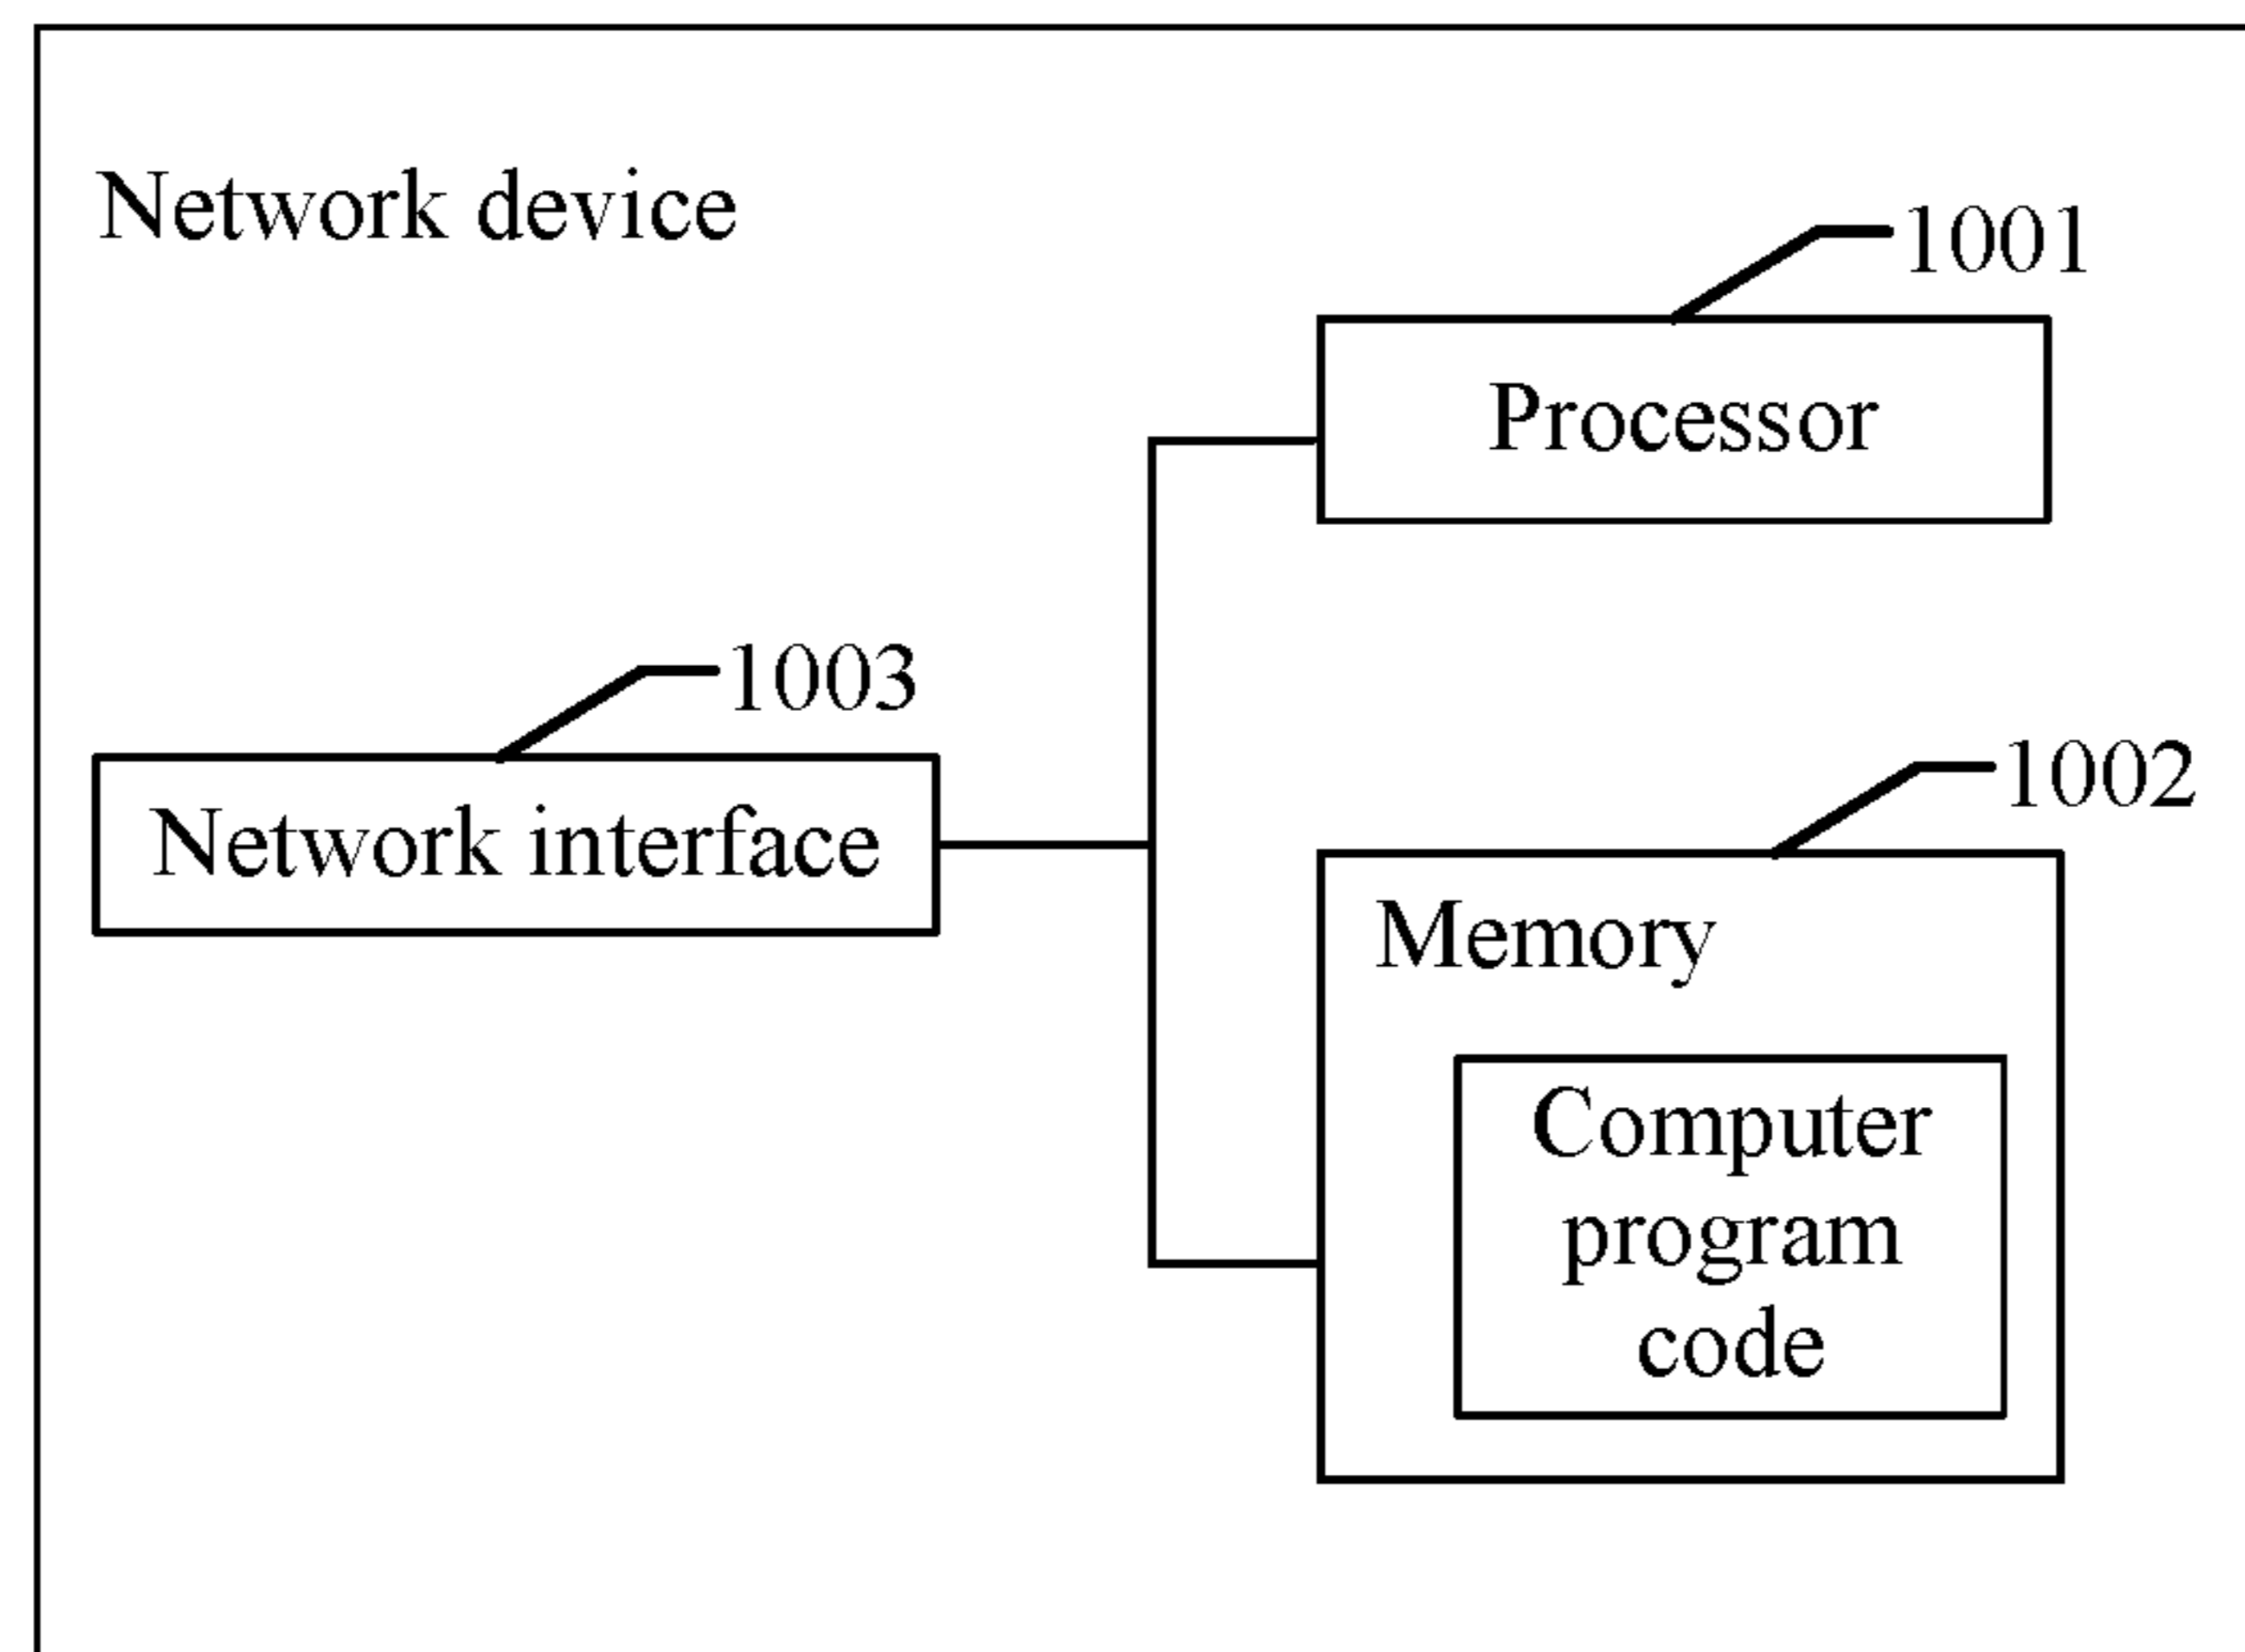 Network device
1001
Processor
1003
Network interface
1002
Memory
Computer
program
code